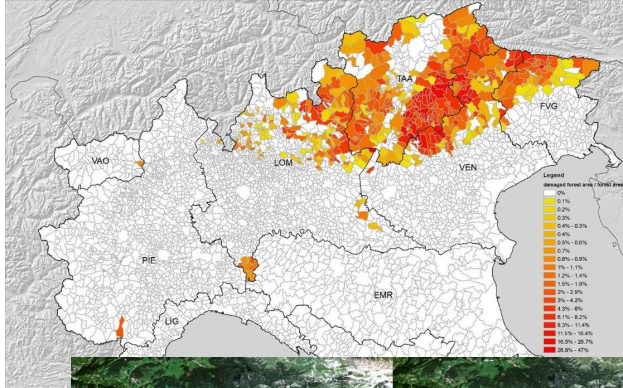 TAA
FVG
VAO
LOM
VEN
Legend
damaged forest area / forest area
0%
0.1%
0.2%
0.3%
0.4% - 0.3%
0.4%
0.5% - 0.6%
0.7%
0.8% - 0.9%
1% - 1.1%
1.2% - 1.4%
1.5% - 1.9%
2% - 2.9%
3% - 4.2%
4.3% - 6%
6.1% - 8.2%
8.3% - 11.4%
11.5% - 16.4%
16.5% - 26.7%
26.8% - 47%
PIE
EMR
LIG